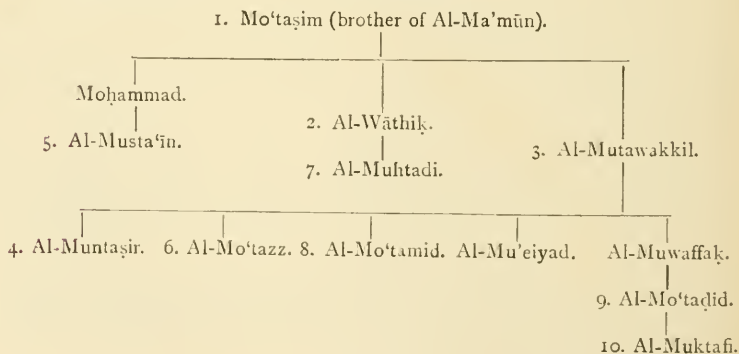 1. Mo‘taṣim (brother of Al-Ma’mūn).
Moḥammad.
2. Al-Wāthiḳ.
5. Al-Musta‘īn.
3. Al-Mutawakkil.
7. Al-Muhtadi.
4. Al-Muntaṣir. 6. Al-Mo‘tazz. 8. Al-Mo‘tamid. Al-Mu’eiyad. Al-Muwaffaḳ.
9. Al-Mo‘taḍid.
10. Al-Muktafi.